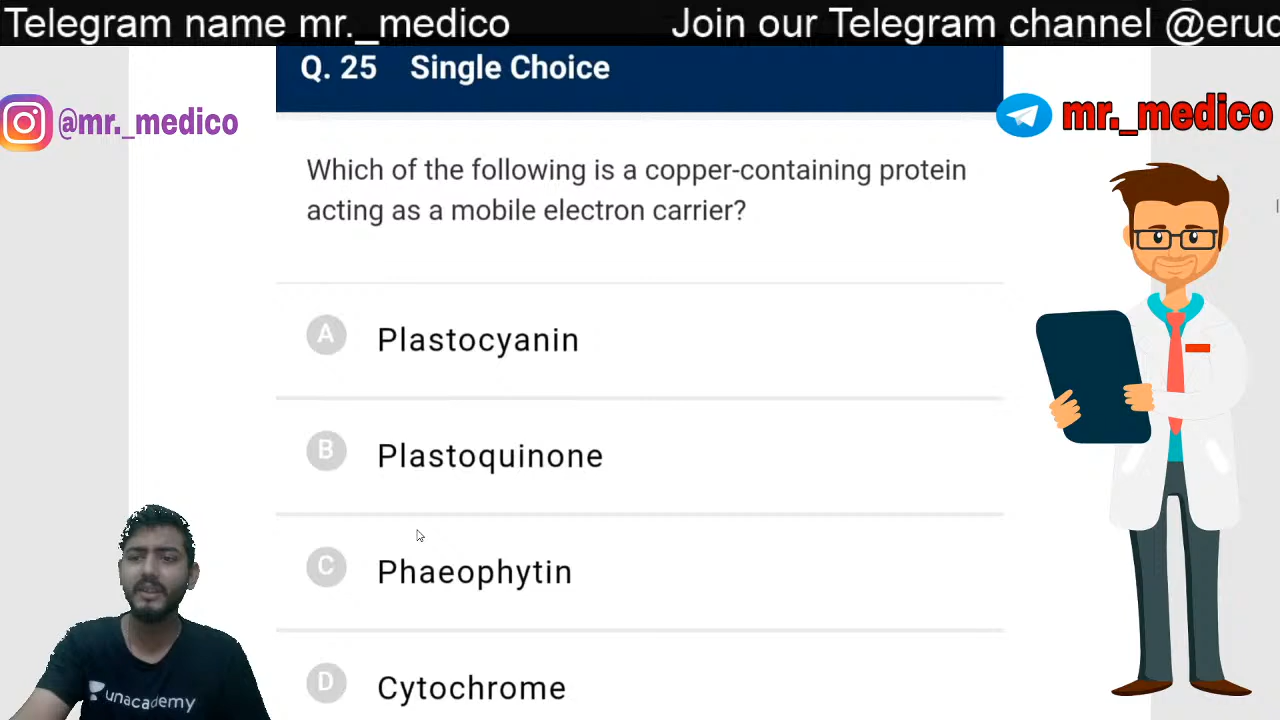 Telegram name mr._medico Join our Telegram channel @eruc
Q. 25 Single Choice
@mr._medico
mr._medico
Which of the following is a copper-containing protein
acting as a mobile electron carrier?
A Plastocyanin
B Plastoquinone
C Phaeophytin
D Cytochrome
unacademy